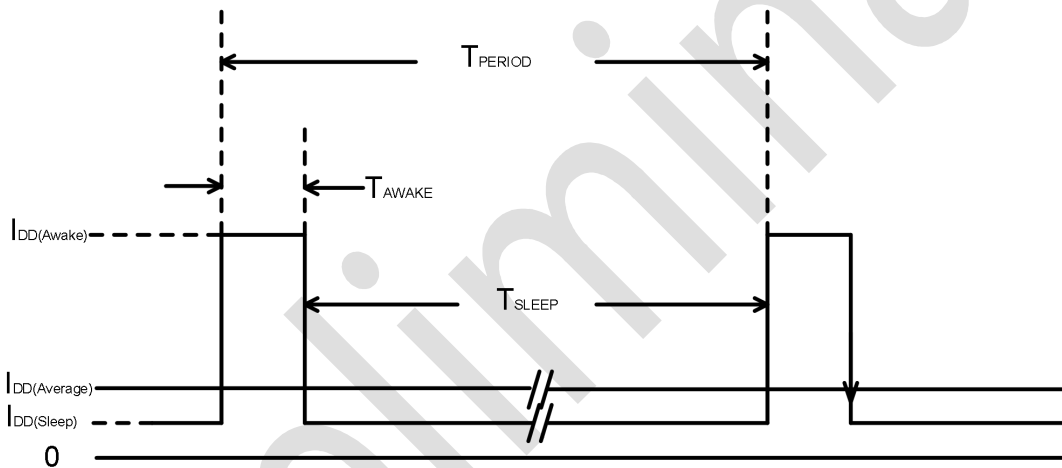 TPERIOD
TAWAKE
IDD(Awake)
TSLEEP
IDD(Average)
IDD(Sleep)
0